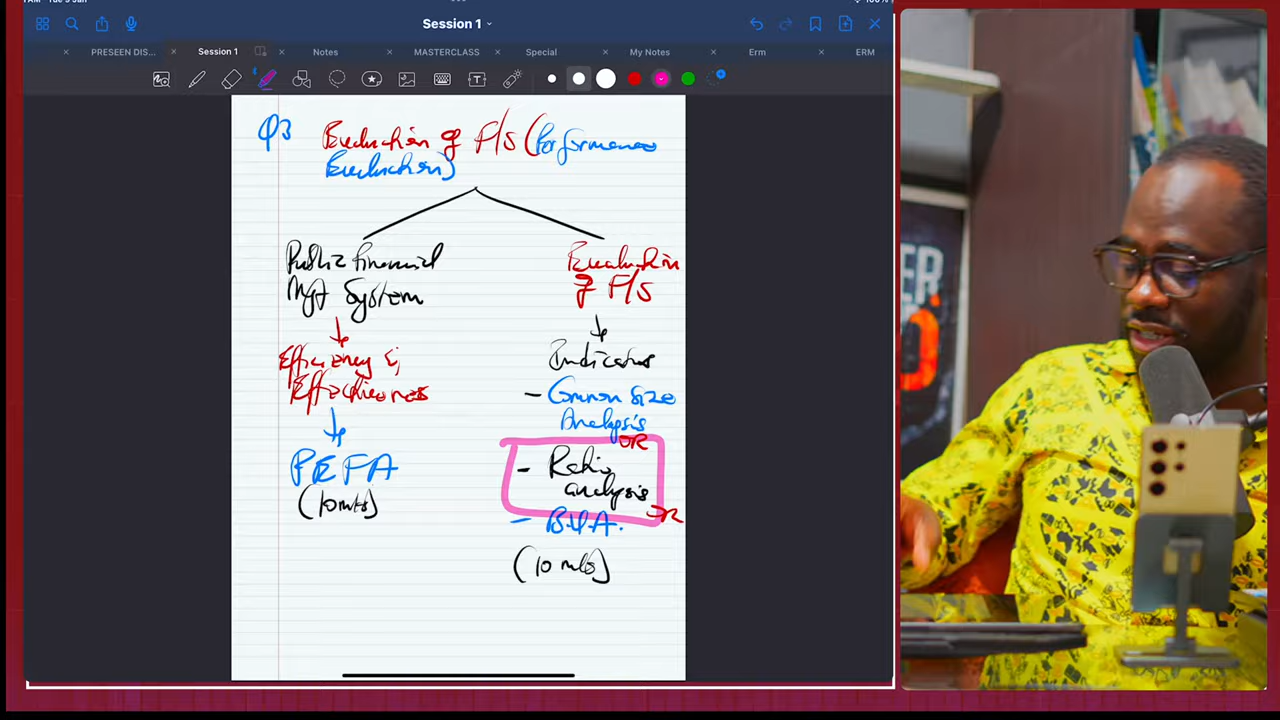 Session 1
PRESEEN DIS...
Session 1
Notes
MASTERCLASS
Special
My Notes
Erm
ERM
Q3 Evaluation of F/S (Performance
Evaluation)
Public Financial
Mgt System
Efficiency &
Effectiveness
PEFA
(10mks)
Evaluation
of F/S
Indicators
- Common Size
Analysis
OR
- Ratio
analysis
OR
- BVA.
(10 mks)